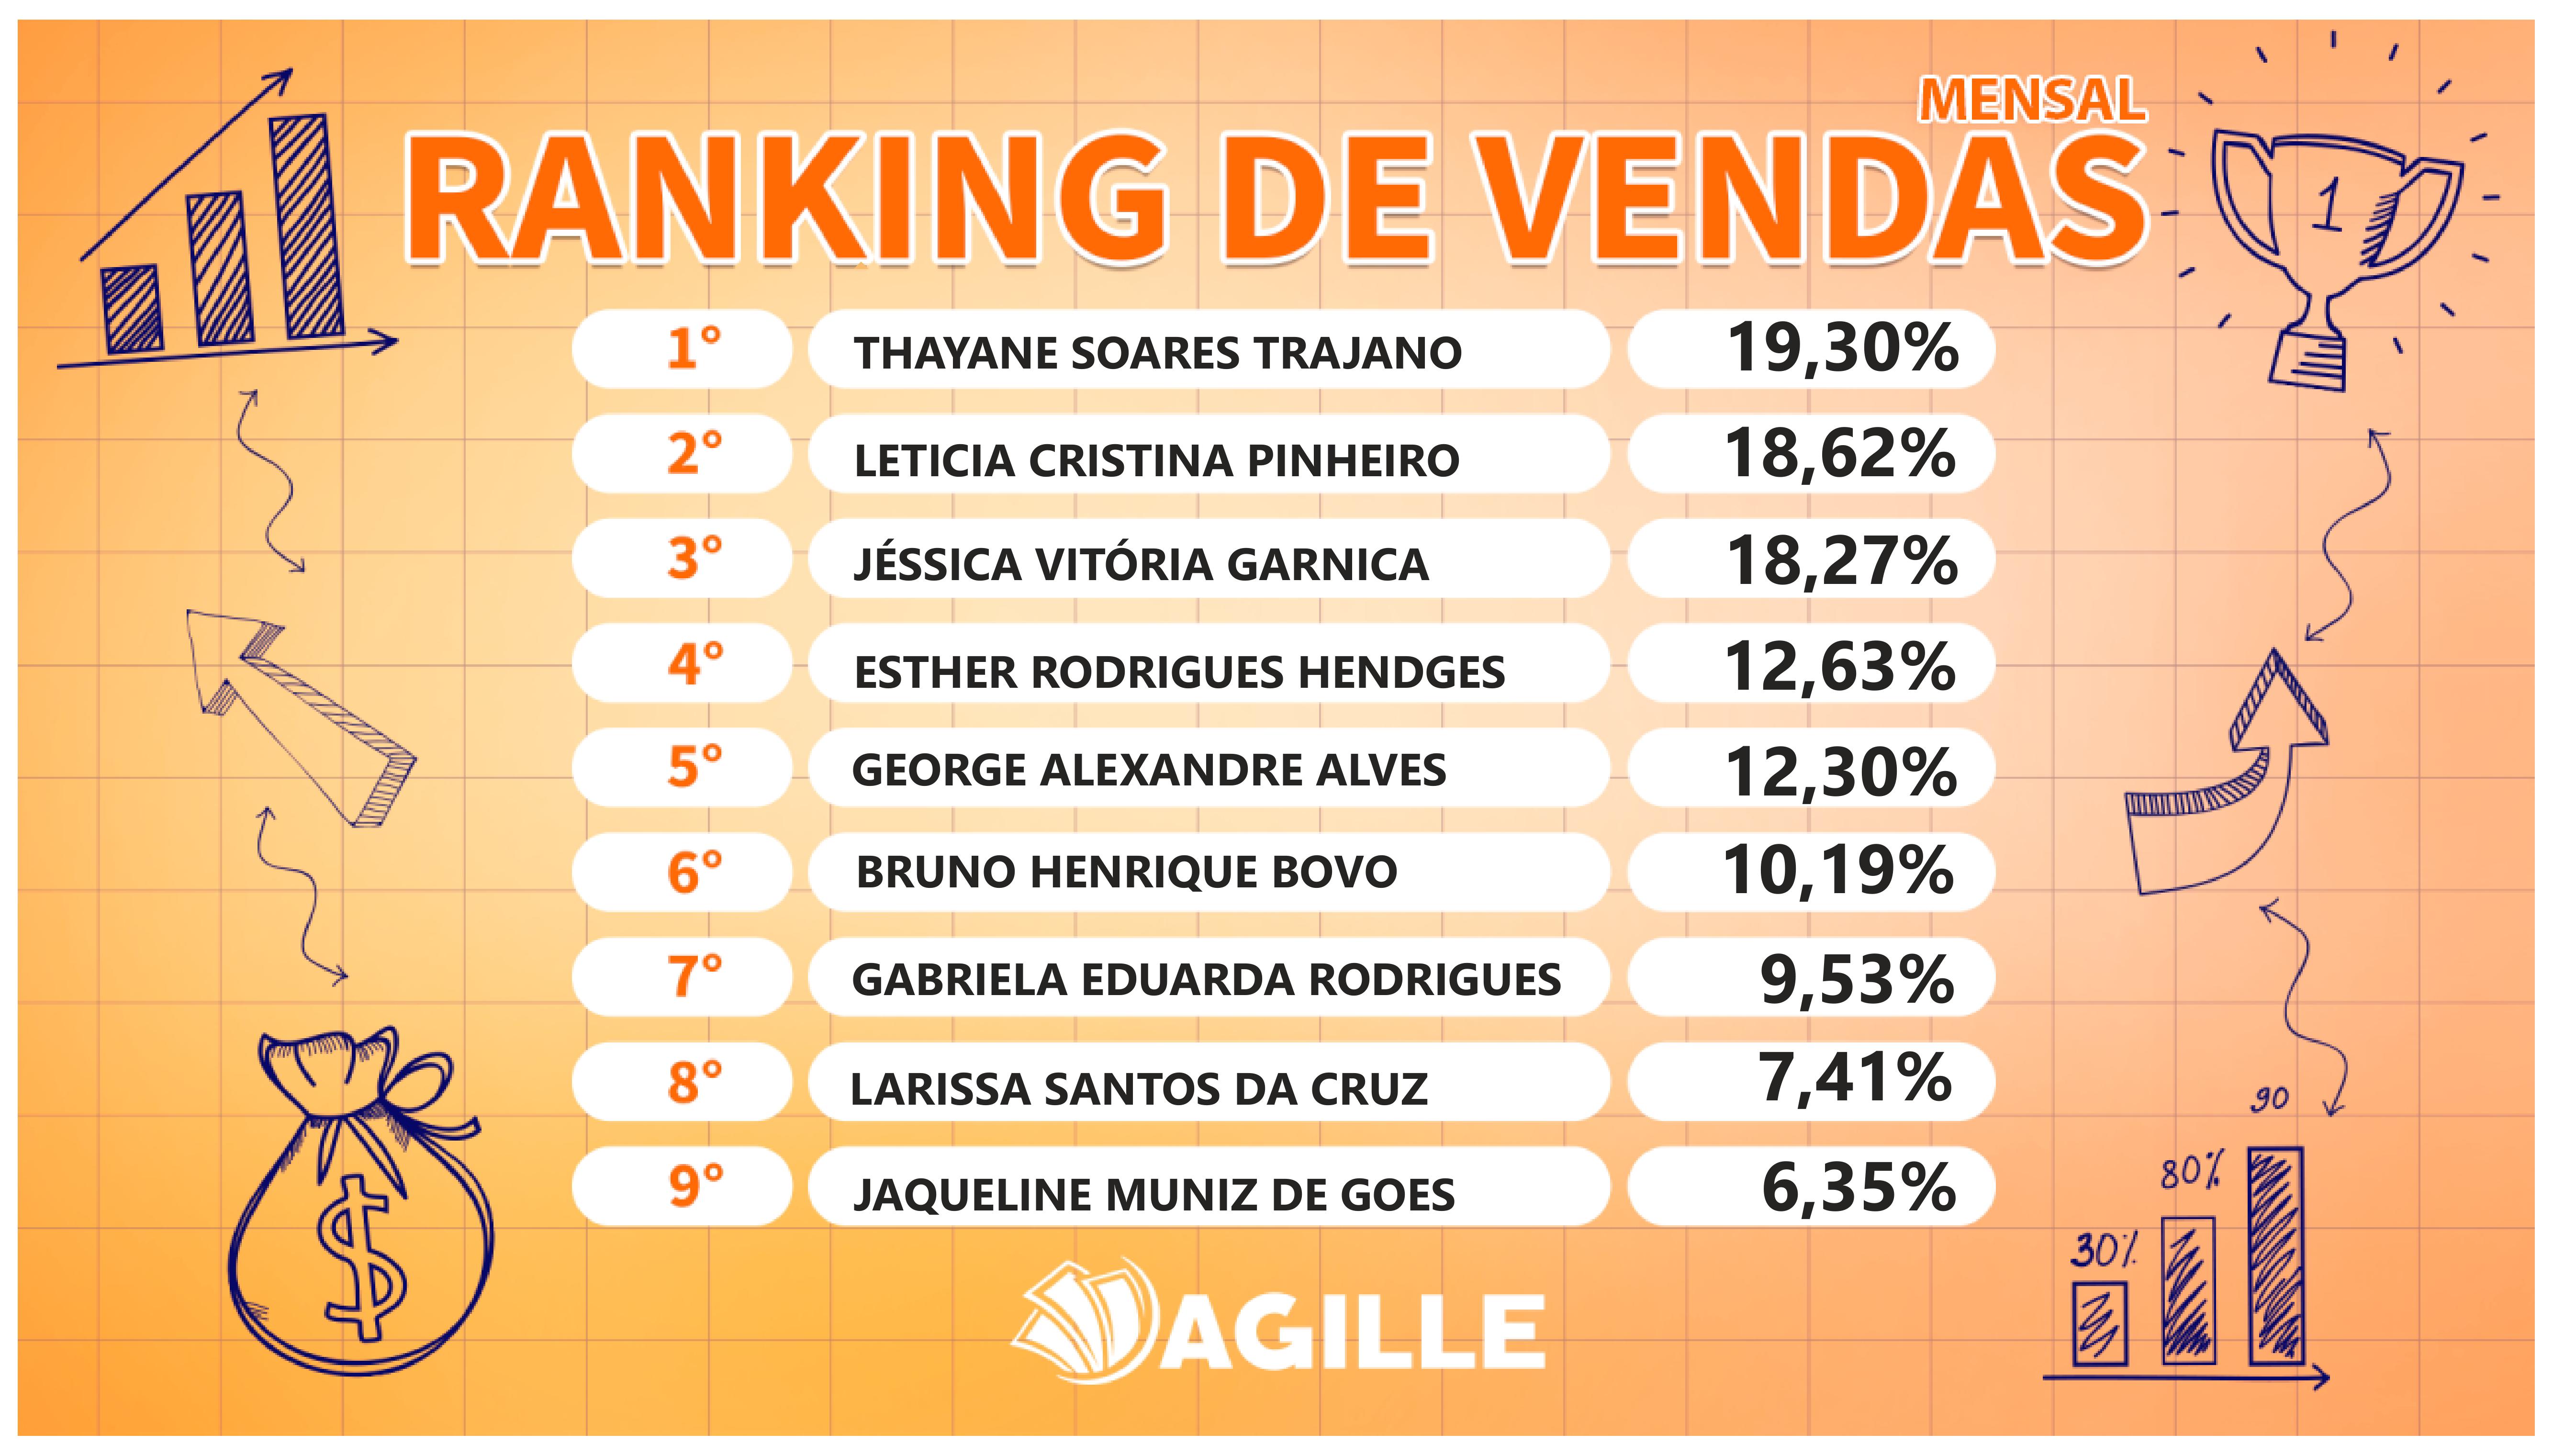 MENSAL
RANKING DE VENDAS
1
1° THAYANE SOARES TRAJANO 19,30%
2° LETICIA CRISTINA PINHEIRO 18,62%
3° JÉSSICA VITÓRIA GARNICA 18,27%
4° ESTHER RODRIGUES HENDGES 12,63%
5° GEORGE ALEXANDRE ALVES 12,30%
6° BRUNO HENRIQUE BOVO 10,19%
7° GABRIELA EDUARDA RODRIGUES 9,53%
8° LARISSA SANTOS DA CRUZ 7,41%
9° JAQUELINE MUNIZ DE GOES 6,35%
$
90
80%
30%
AGILLE